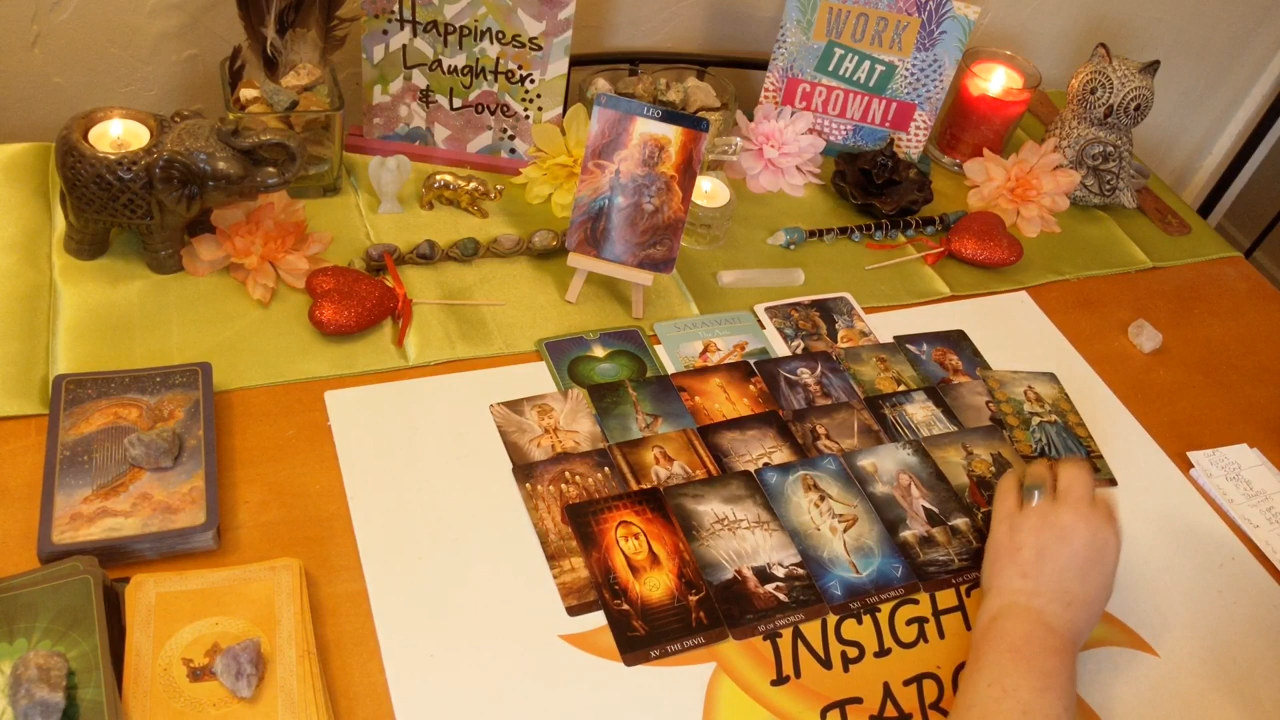 Happiness
Laughter
& Love
WORK
THAT
CROWN!
LEO
SARASVATI
XV - THE DEVIL
10 OF SWORDS
XXI - THE WORLD
4 OF CUPS
INSIGHT
TARO